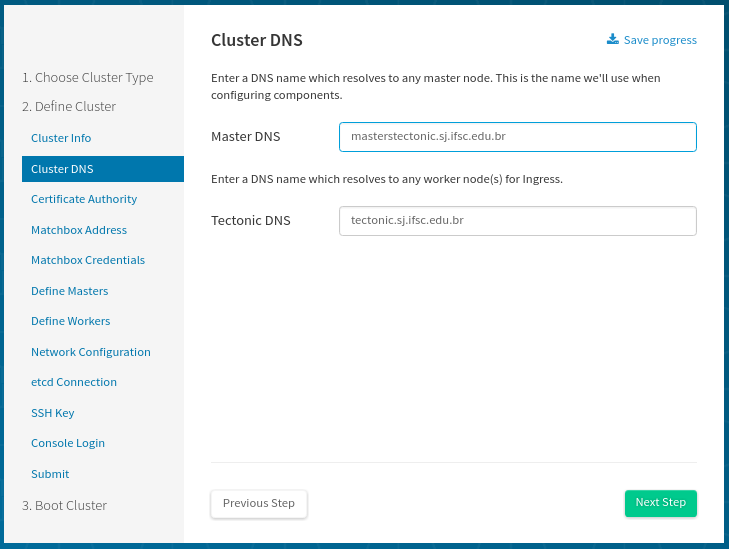 1. Choose Cluster Type
2. Define Cluster
Cluster Info
Cluster DNS
Certificate Authority
Matchbox Address
Matchbox Credentials
Define Masters
Define Workers
Network Configuration
etcd Connection
SSH Key
Console Login
Submit
3. Boot Cluster
Cluster DNS
Save progress
Enter a DNS name which resolves to any master node. This is the name we'll use when
configuring components.
Master DNS
masterstectonic.sj.ifsc.edu.br
Enter a DNS name which resolves to any worker node(s) for Ingress.
Tectonic DNS
tectonic.sj.ifsc.edu.br
Previous Step
Next Step